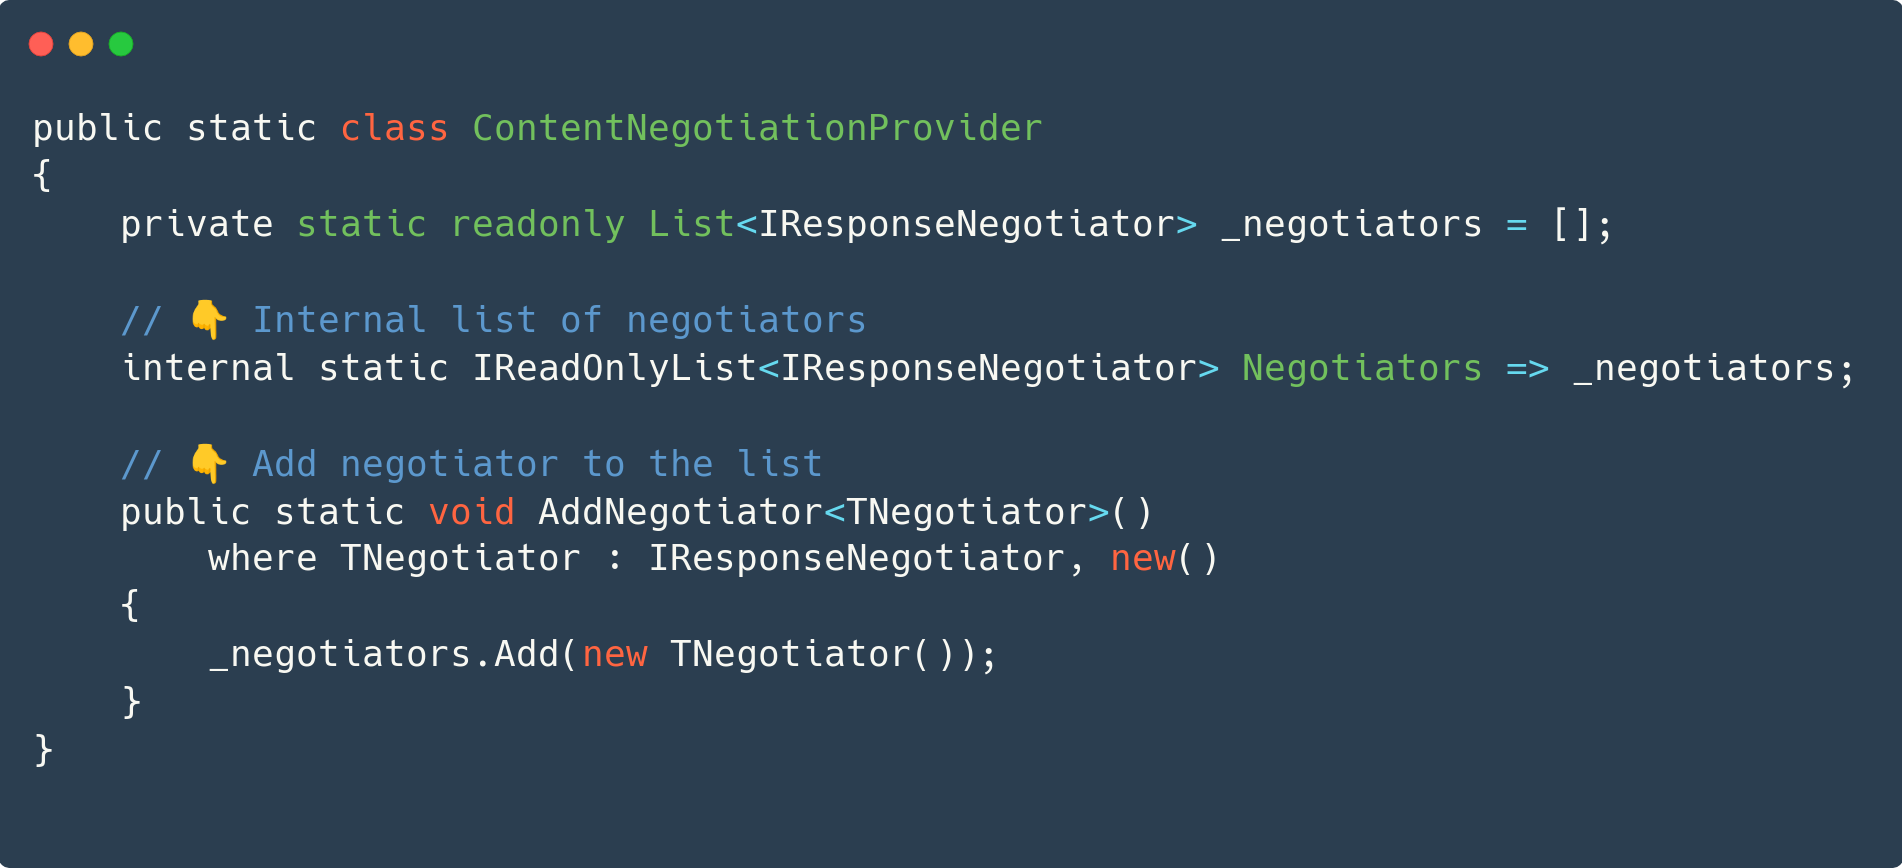 public static class ContentNegotiationProvider
{
    private static readonly List<IResponseNegotiator> _negotiators = [];

    // 👇 Internal list of negotiators
    internal static IReadOnlyList<IResponseNegotiator> Negotiators => _negotiators;

    // 👇 Add negotiator to the list
    public static void AddNegotiator<TNegotiator>()
        where TNegotiator : IResponseNegotiator, new()
    {
        _negotiators.Add(new TNegotiator());
    }
}